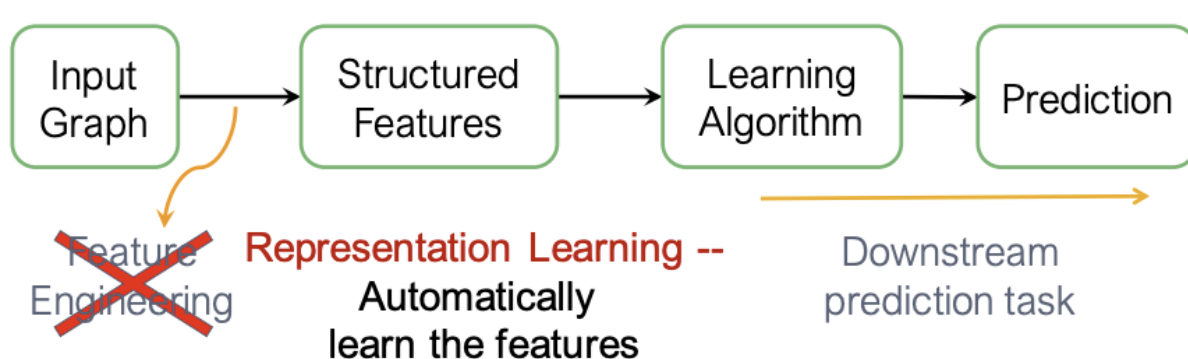 Input
Graph
Structured
Features
Learning
Algorithm
Prediction
Feature
Engineering
Representation Learning --
Automatically
learn the features
Downstream
prediction task